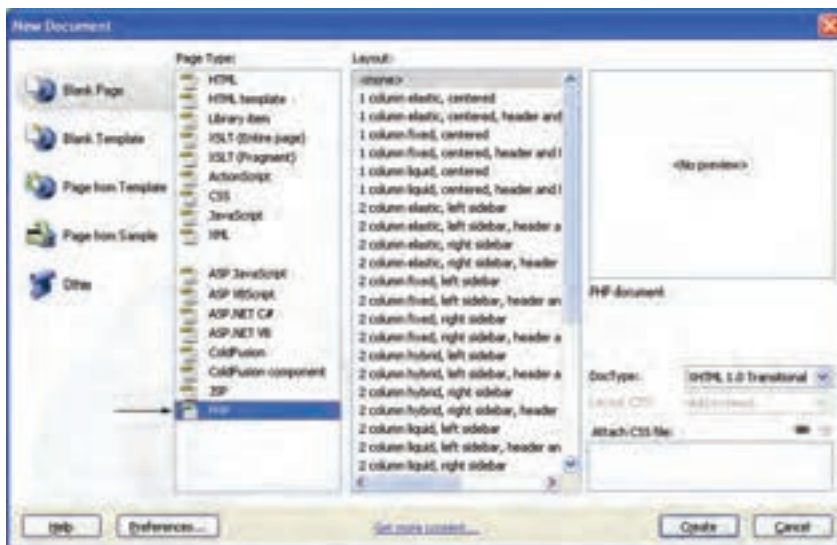 New Document
Blank Page
Blank Template
Page from Template
Page from Sample
Other
Page Type:
HTML
HTML template
Library item
XSLT (Entire page)
XSLT (Fragment)
ActionScript
CSS
JavaScript
XML
ASP JavaScript
ASP VBScript
ASP.NET C#
ASP.NET VB
ColdFusion
ColdFusion component
JSP
PHP
Layout:
<none>
1 column elastic, centered
1 column elastic, centered, header and
1 column fixed, centered
1 column fixed, centered, header and f
1 column liquid, centered
1 column liquid, centered, header and f
2 column elastic, left sidebar
2 column elastic, left sidebar, header a
2 column elastic, right sidebar
2 column elastic, right sidebar, header
2 column fixed, left sidebar
2 column fixed, left sidebar, header an
2 column fixed, right sidebar
2 column fixed, right sidebar, header a
2 column hybrid, left sidebar
2 column hybrid, left sidebar, header a
2 column hybrid, right sidebar
2 column hybrid, right sidebar, header
2 column liquid, left sidebar
2 column liquid, left sidebar, header an
2 column liquid, right sidebar
<No preview>
PHP document
DocType:
XHTML 1.0 Transitional
Layout CSS:
Attach CSS file:
Help
Preferences...
Get more content...
Create
Cancel